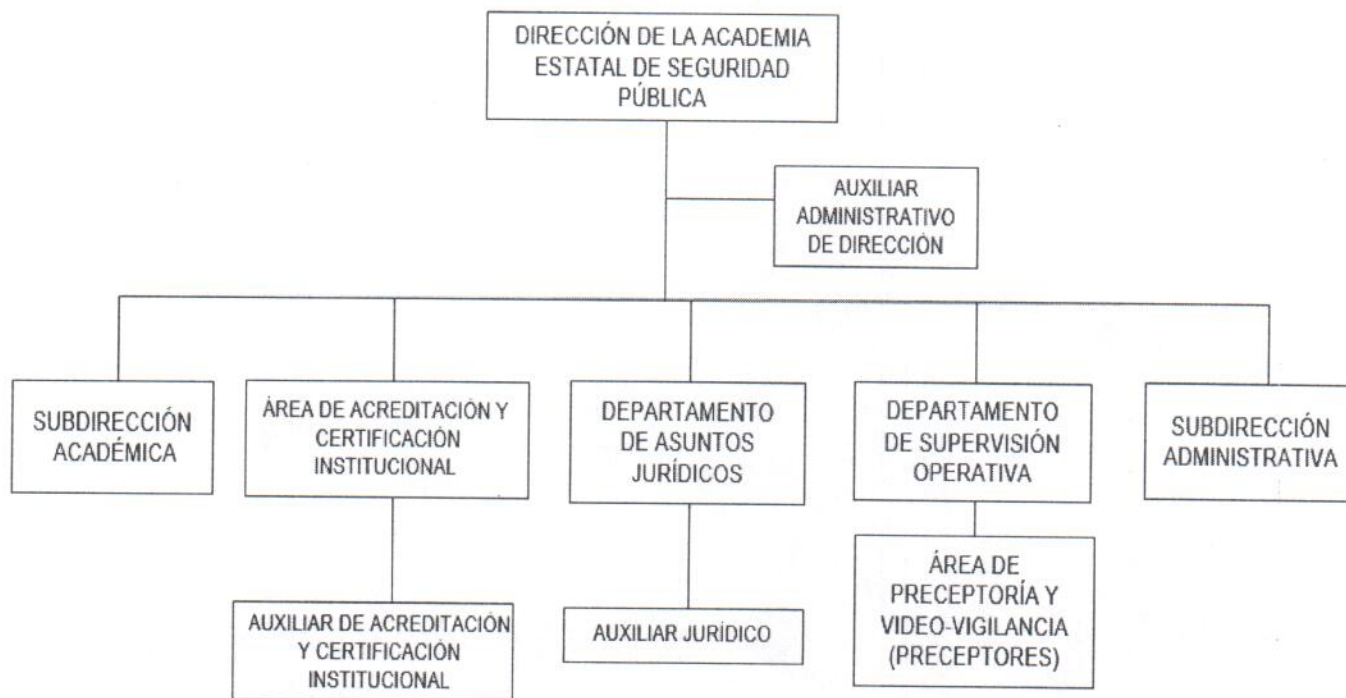 DIRECCIÓN DE LA ACADEMIA
ESTATAL DE SEGURIDAD
PÚBLICA
AUXILIAR
ADMINISTRATIVO
DE DIRECCIÓN
SUBDIRECCIÓN
ACADÉMICA
ÁREA DE ACREDITACIÓN Y
CERTIFICACIÓN
INSTITUCIONAL
DEPARTAMENTO
DE ASUNTOS
JURÍDICOS
DEPARTAMENTO
DE SUPERVISIÓN
OPERATIVA
SUBDIRECCIÓN
ADMINISTRATIVA
AUXILIAR DE ACREDITACIÓN
Y CERTIFICACIÓN
INSTITUCIONAL
AUXILIAR JURÍDICO
ÁREA DE
PRECEPTORÍA Y
VIDEO-VIGILANCIA
(PRECEPTORES)